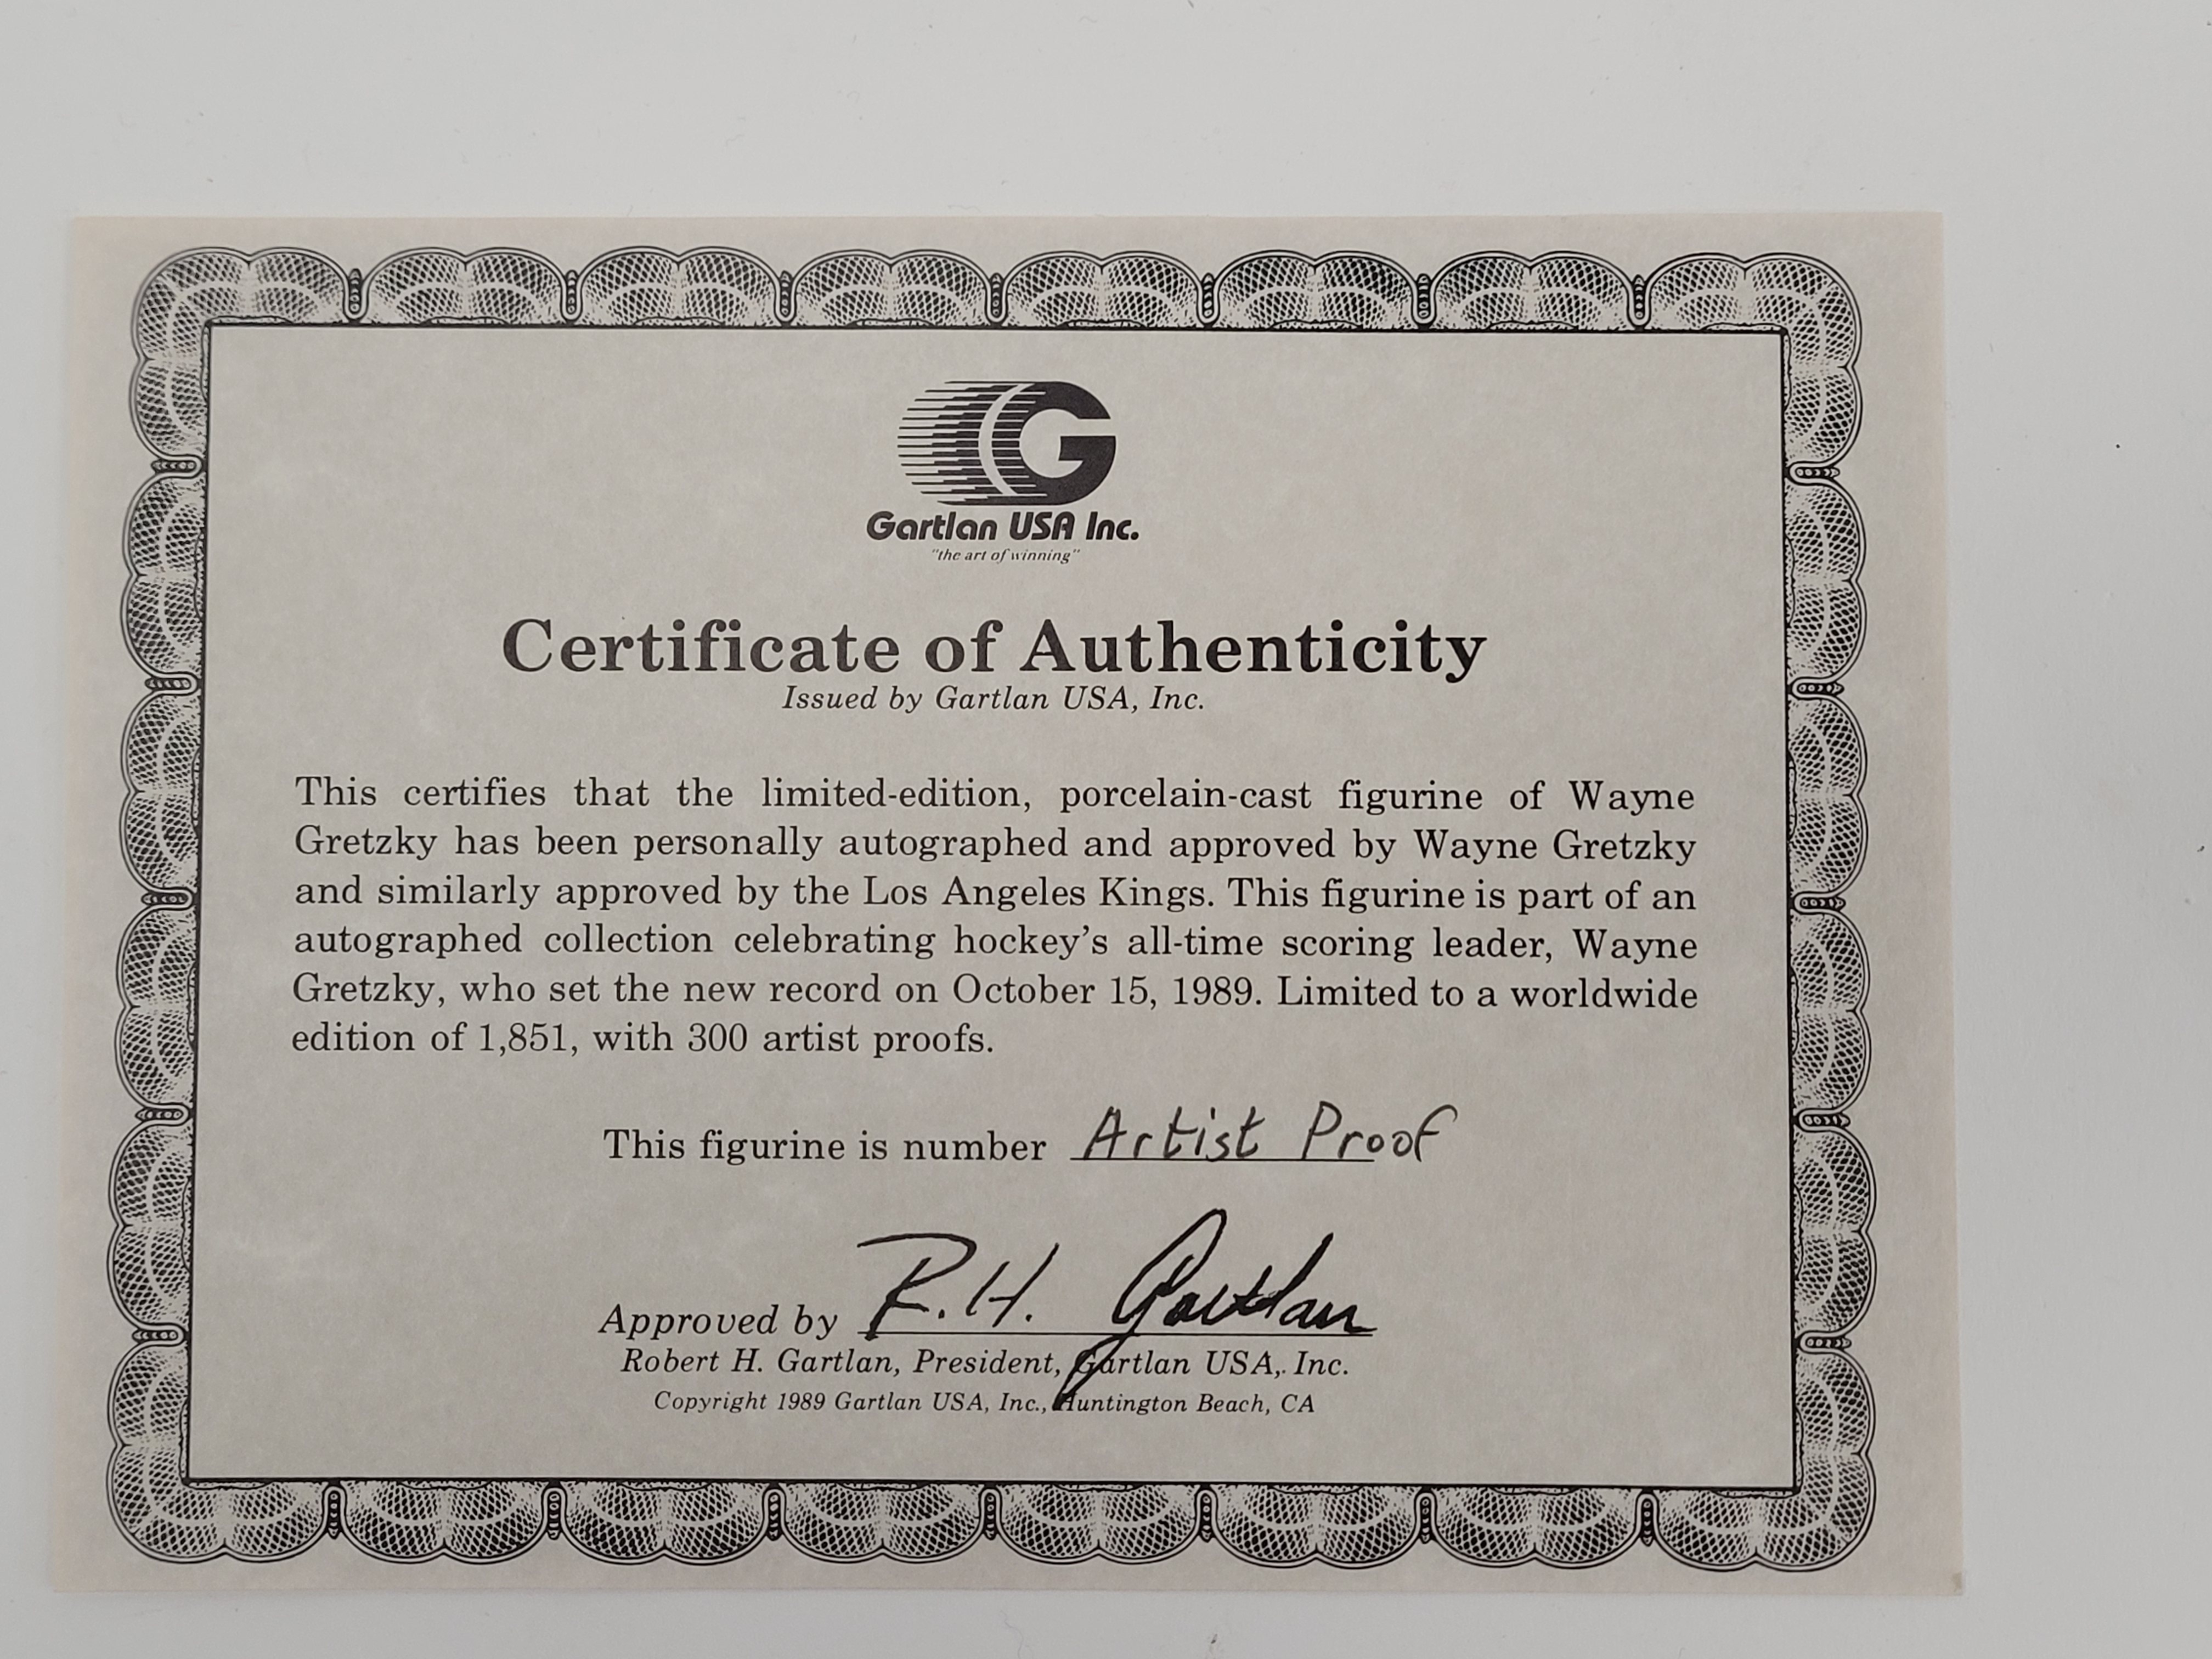 G
Gartlan USA Inc.
"the art of winning"
Certificate of Authenticity
Issued by Gartlan USA, Inc.
This certifies that the limited-edition, porcelain-cast figurine of Wayne
Gretzky has been personally autographed and approved by Wayne Gretzky
and similarly approved by the Los Angeles Kings. This figurine is part of an
autographed collection celebrating hockey's all-time scoring leader, Wayne
Gretzky, who set the new record on October 15, 1989. Limited to a worldwide
edition of 1,851, with 300 artist proofs.
This figurine is number Artist Proof
Approved by R.H. Gartlan
Robert H. Gartlan, President, Gartlan USA, Inc.
Copyright 1989 Gartlan USA, Inc., Huntington Beach, CA